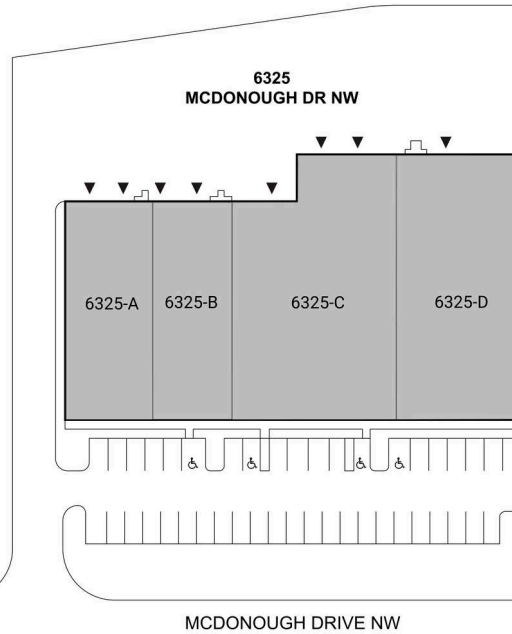 6325
MCDONOUGH DR NW
6325-A
6325-B
6325-C
6325-D
MCDONOUGH DRIVE NW